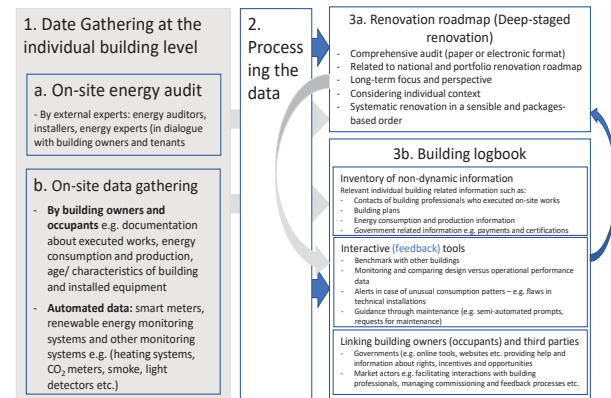 1. Date Gathering at the
individual building level
a. On-site energy audit
- By external experts: energy auditors,
installers, energy experts (in dialogue
with building owners and tenants
b. On-site data gathering
- By building owners and
occupants e.g. documentation
about executed works, energy
consumption and production,
age/ characteristics of building
and installed equipment
- Automated data: smart meters,
renewable energy monitoring
systems and other monitoring
systems e.g. (heating systems,
CO2 meters, smoke, light
detectors etc.)
2.
Process
ing the
data
3a. Renovation roadmap (Deep-staged
renovation)
- Comprehensive audit (paper or electronic format)
- Related to national and portfolio renovation roadmap
- Long-term focus and perspective
- Considering individual context
- Systematic renovation in a sensible and packages-
based order
3b. Building logbook
Inventory of non-dynamic information
Relevant individual building related information such as:
- Contacts of building professionals who executed on-site works
- Building plans
- Energy consumption and production information
- Government related information e.g. payments and certifications
Interactive (feedback) tools
- Benchmark with other buildings
- Monitoring and comparing design versus operational performance
data
- Alerts in case of unusual consumption patters – e.g. flaws in
technical installations
- Guidance through maintenance (e.g. semi-automated prompts,
requests for maintenance)
Linking building owners (occupants) and third parties
- Governments (e.g. online tools, websites etc. providing help and
information about rights, incentives and opportunities
- Market actors e.g. facilitating interactions with building
professionals, managing commissioning and feedback processes etc.